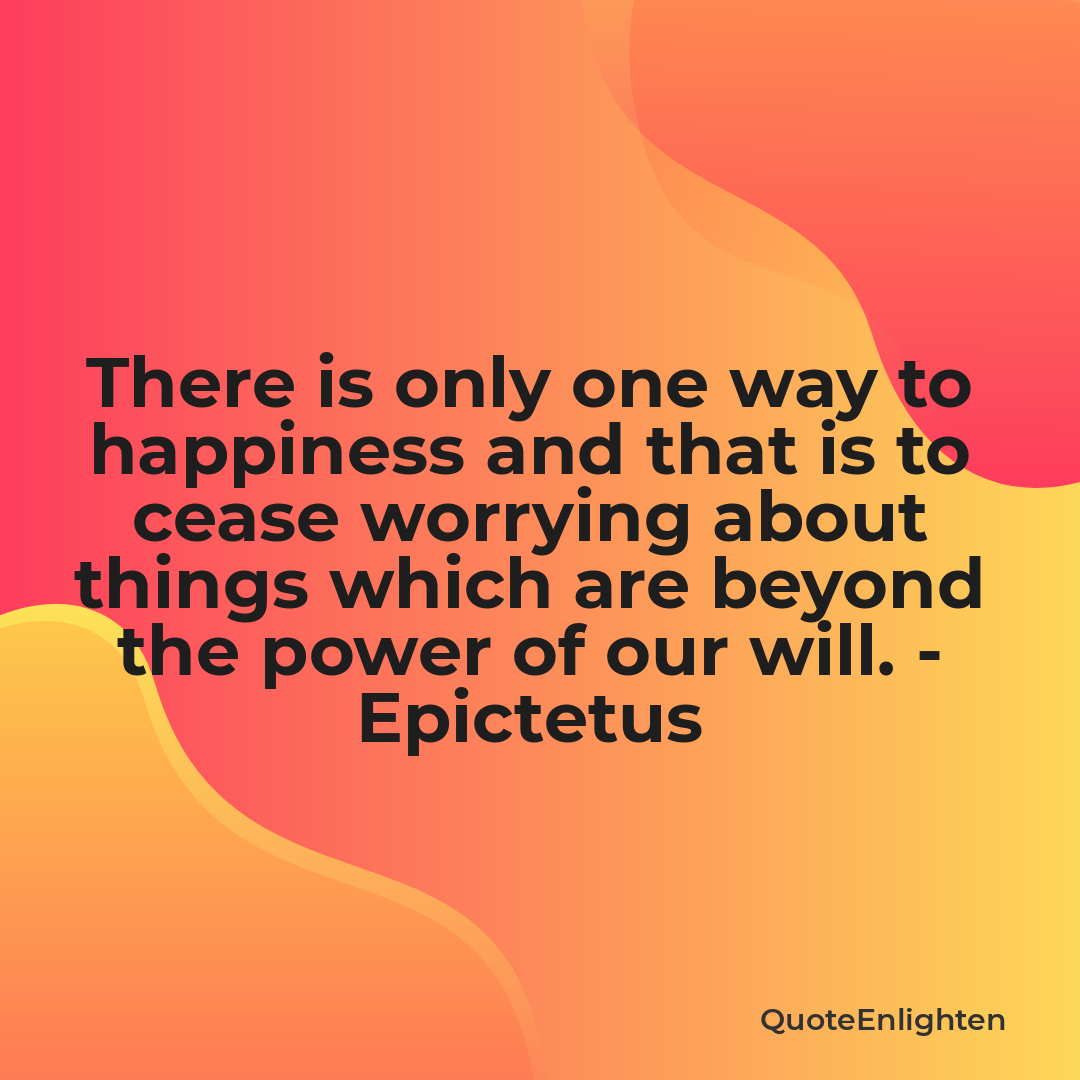 There is only one way to
happiness and that is to
cease worrying about
things which are beyond
the power of our will. -
Epictetus
QuoteEnlighten